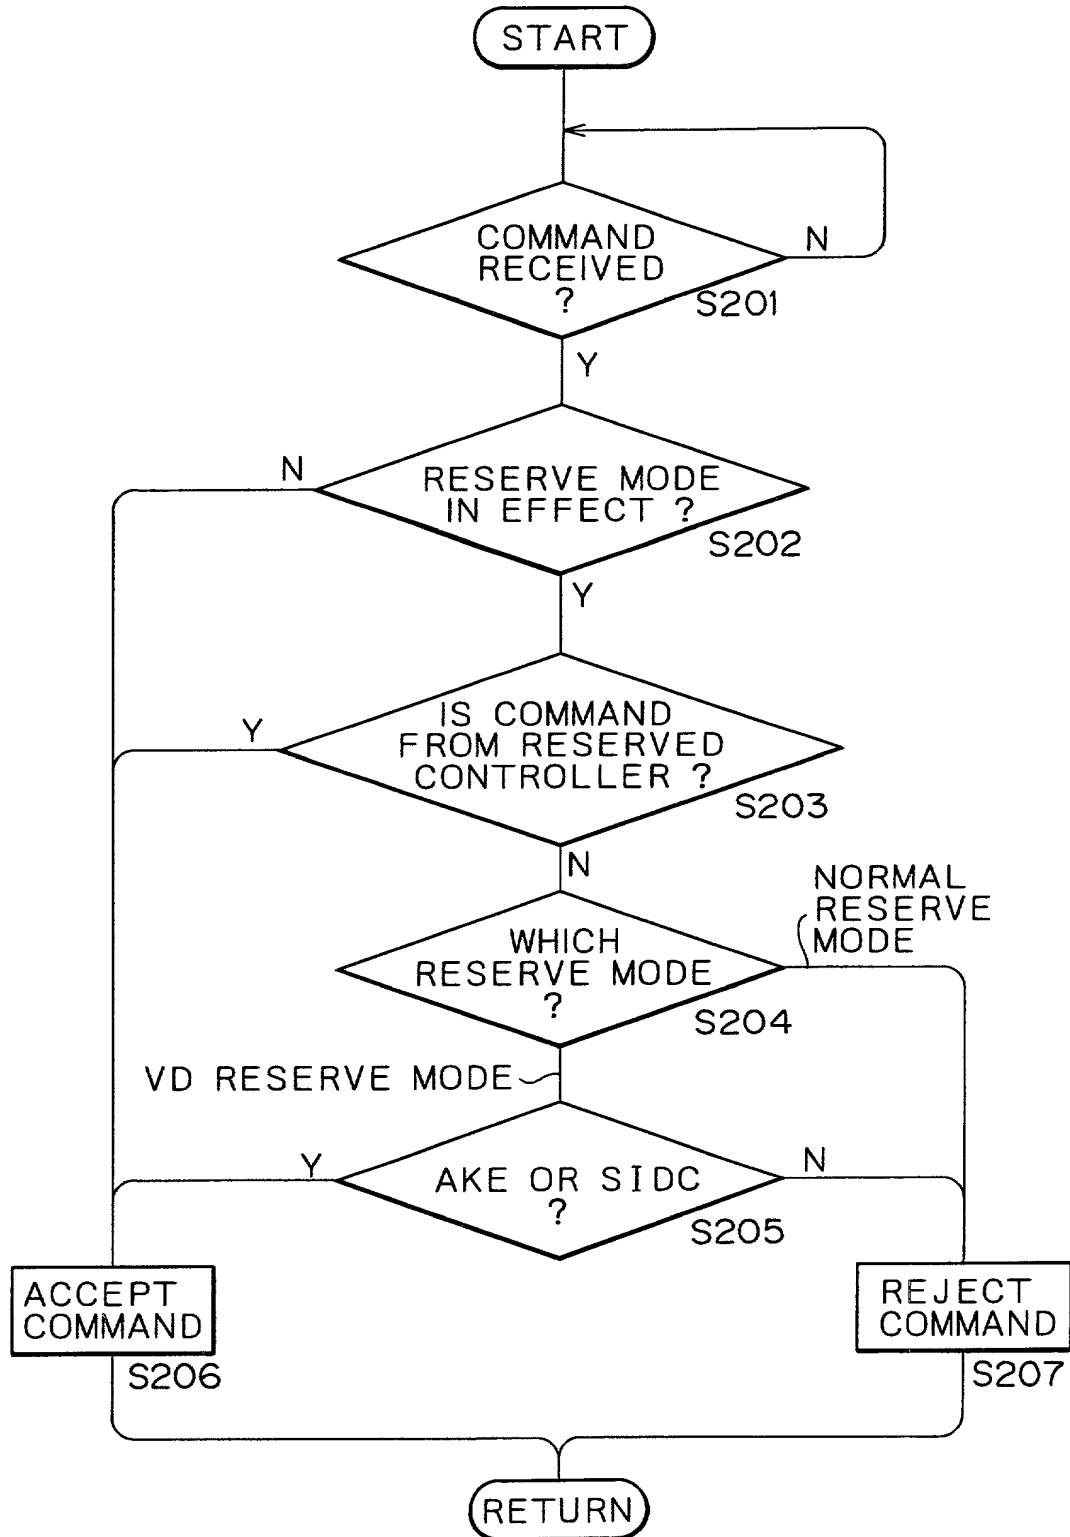 START
COMMAND
RECEIVED
?
N
S201
Y
RESERVE MODE
IN EFFECT ?
N
S202
Y
IS COMMAND
FROM RESERVED
CONTROLLER ?
Y
S203
N
WHICH
RESERVE MODE
?
NORMAL
RESERVE
MODE
S204
VD RESERVE MODE
AKE OR SIDC
?
Y
N
S205
ACCEPT
COMMAND
S206
REJECT
COMMAND
S207
RETURN